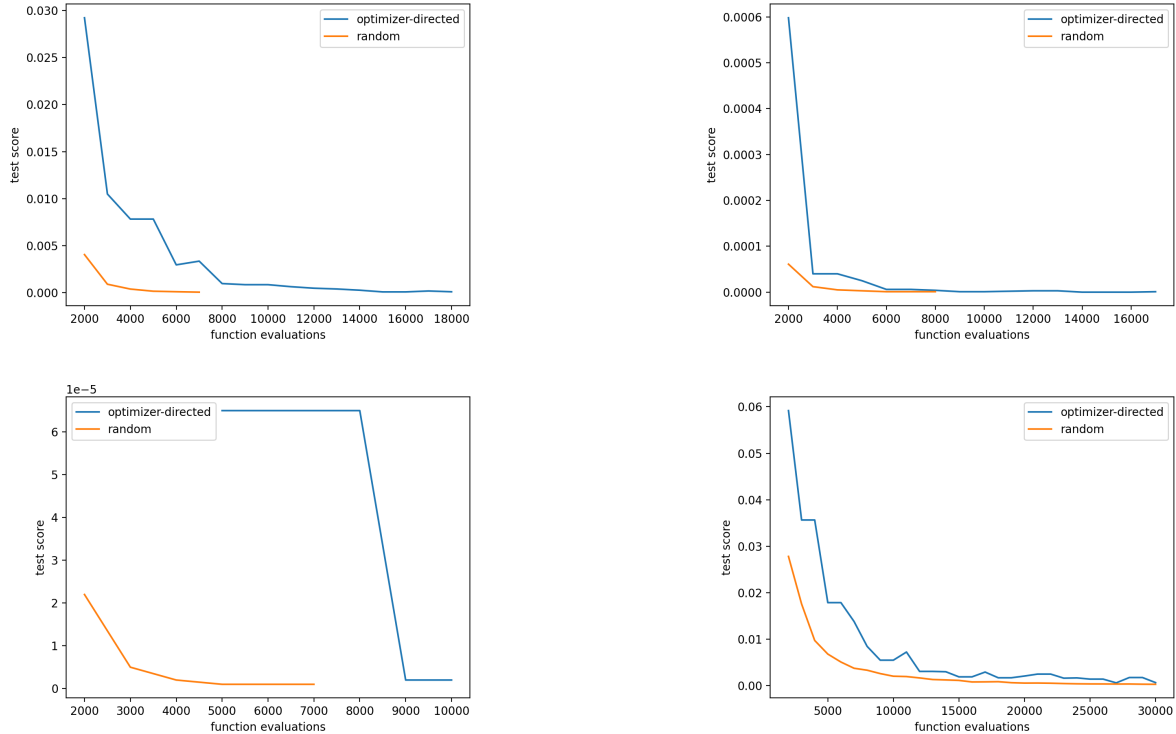 0.030
0.025
0.020
0.015
0.010
0.005
0.000
test score
optimizer-directed
random
2000 4000 6000 8000 10000 12000 14000 16000 18000
function evaluations
0.0006
0.0005
0.0004
0.0003
0.0002
0.0001
0.0000
test score
optimizer-directed
random
2000 4000 6000 8000 10000 12000 14000 16000
function evaluations
1e−5
6
5
4
3
2
1
0
test score
optimizer-directed
random
2000 3000 4000 5000 6000 7000 8000 9000 10000
function evaluations
0.06
0.05
0.04
0.03
0.02
0.01
0.00
test score
optimizer-directed
random
5000 10000 15000 20000 25000 30000
function evaluations